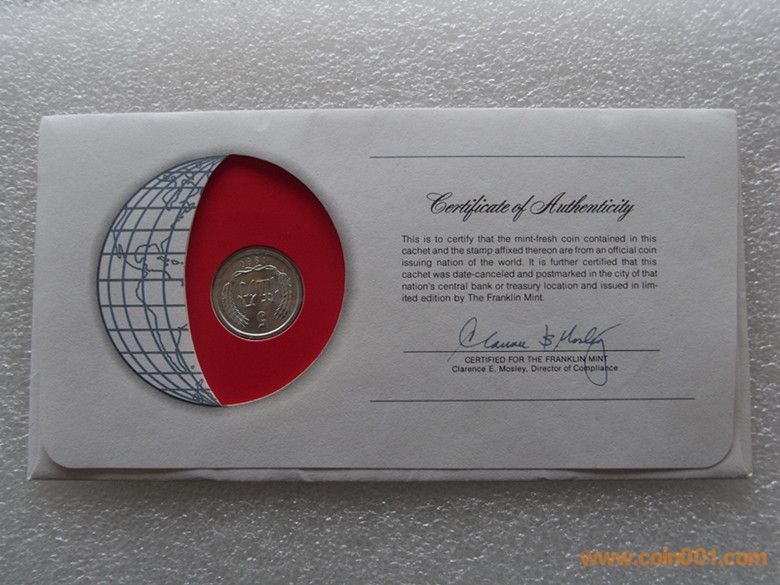 Certificate of Authenticity
This is to certify that the mint-fresh coin contained in this
cachet and the stamp affixed thereon are from an official coin
issuing nation of the world. It is further certified that this
cachet was date-canceled and postmarked in the city of that
nation's central bank or treasury location and issued in lim-
ited edition by The Franklin Mint.
Clarence E Mosley
CERTIFIED FOR THE FRANKLIN MINT
Clarence E. Mosley, Director of Compliance
www.coin001.com